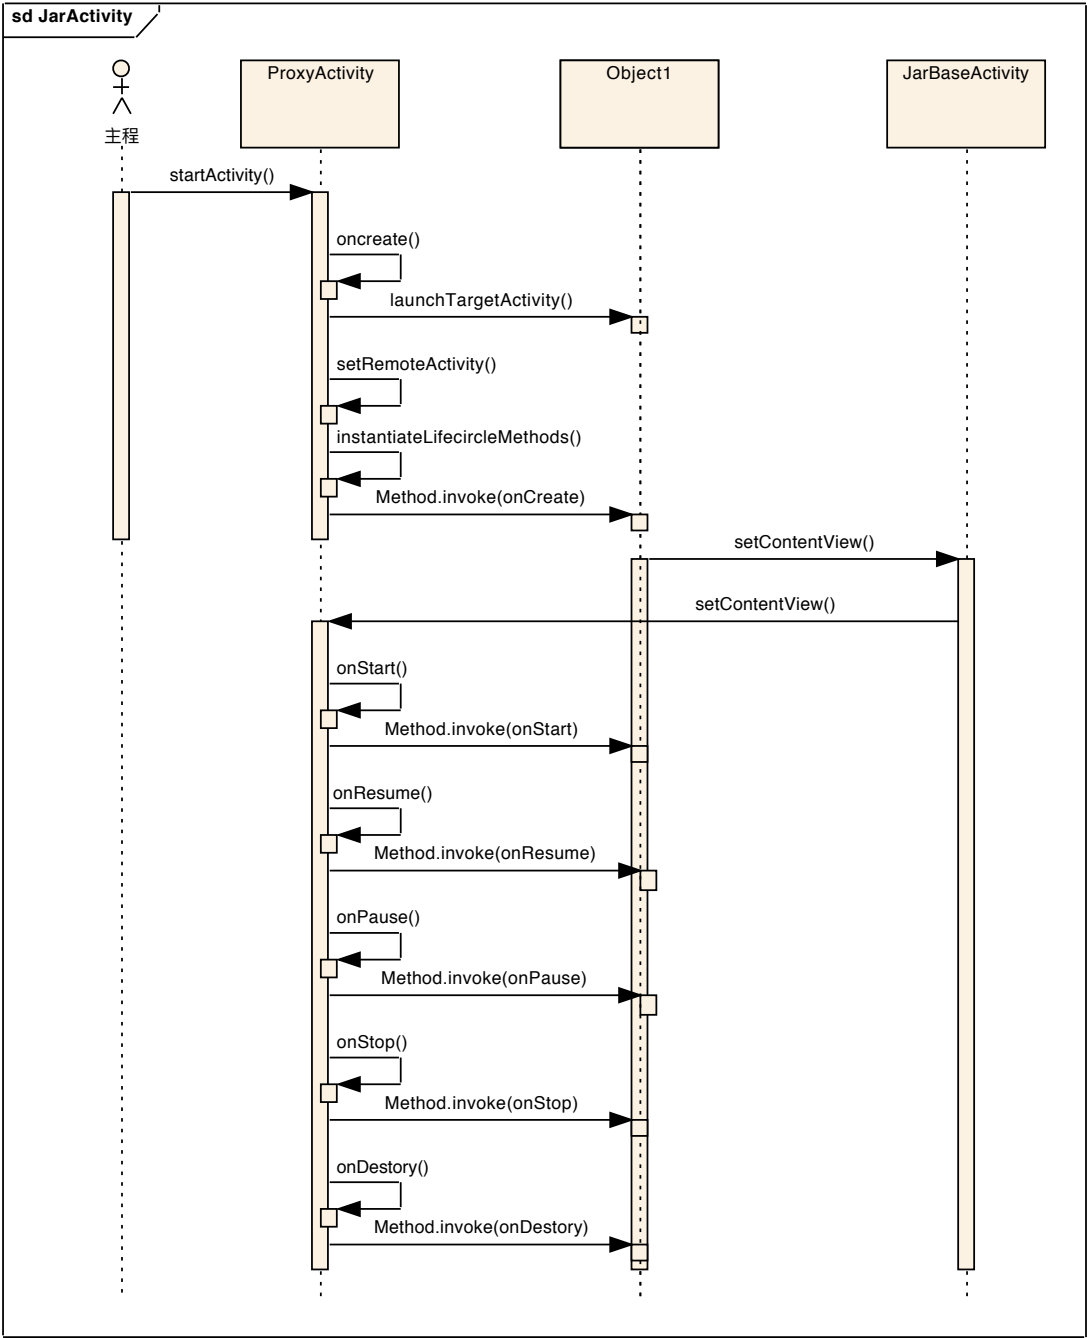 sd JarActivity
主程
ProxyActivity
Object1
JarBaseActivity
startActivity()
oncreate()
launchTargetActivity()
setRemoteActivity()
instantiateLifecircleMethods()
Method.invoke(onCreate)
setContentView()
setContentView()
onStart()
Method.invoke(onStart)
onResume()
Method.invoke(onResume)
onPause()
Method.invoke(onPause)
onStop()
Method.invoke(onStop)
onDestory()
Method.invoke(onDestory)